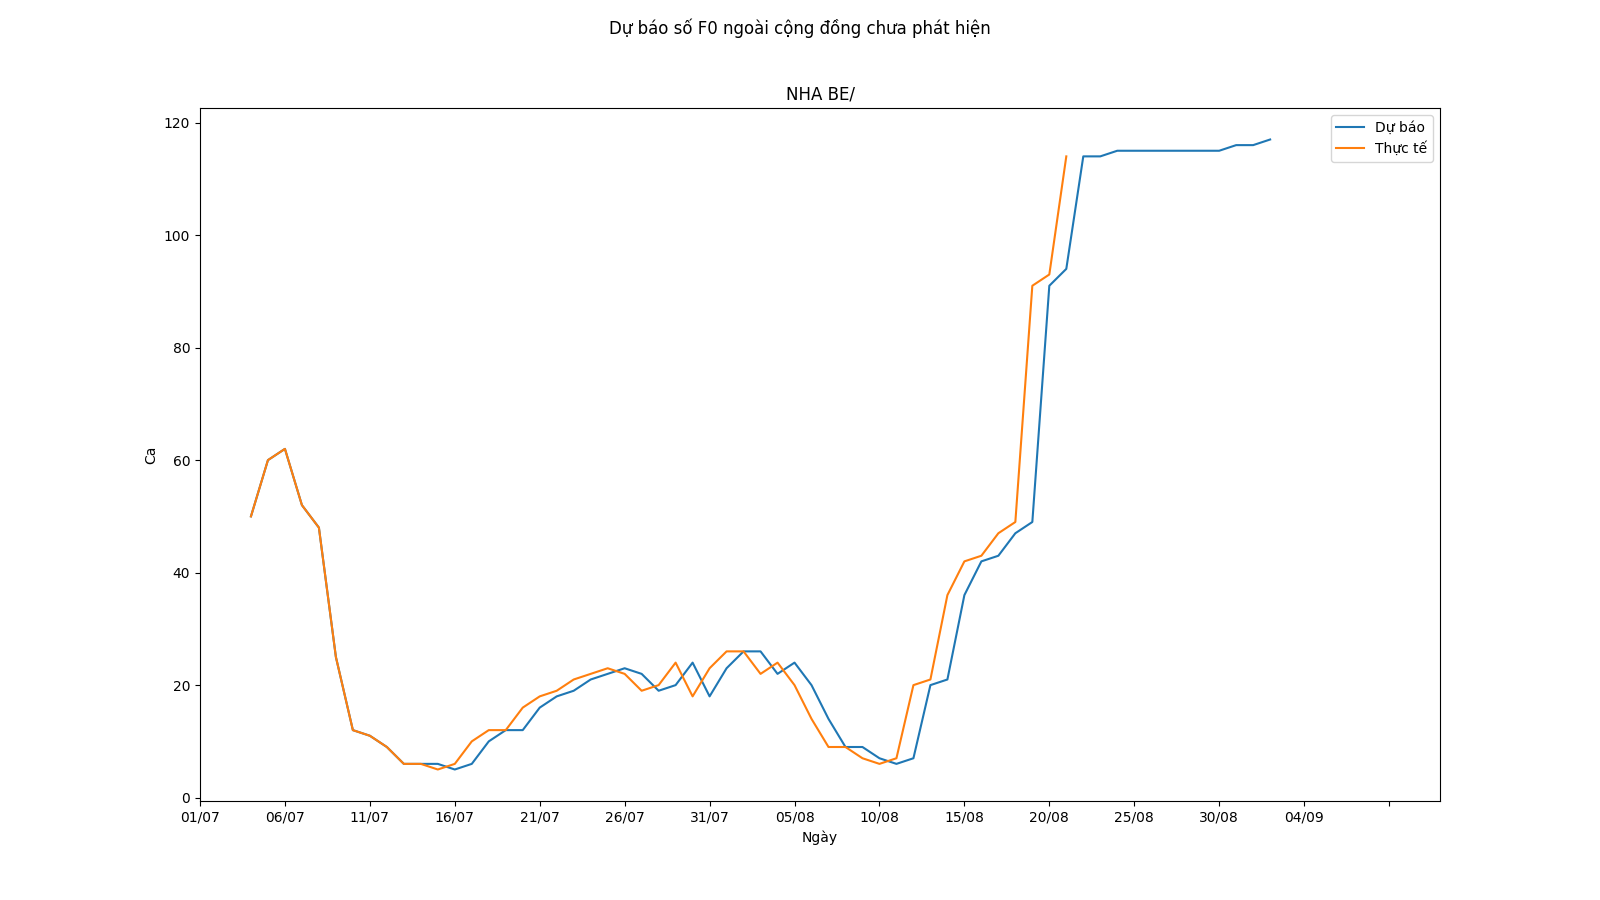 Dự báo số F0 ngoài cộng đồng chưa phát hiện
NHA BE/
Dự báo
Thực tế
120
100
80
60
40
20
0
Ca
01/07 06/07 11/07 16/07 21/07 26/07 31/07 05/08 10/08 15/08 20/08 25/08 30/08 04/09
Ngày